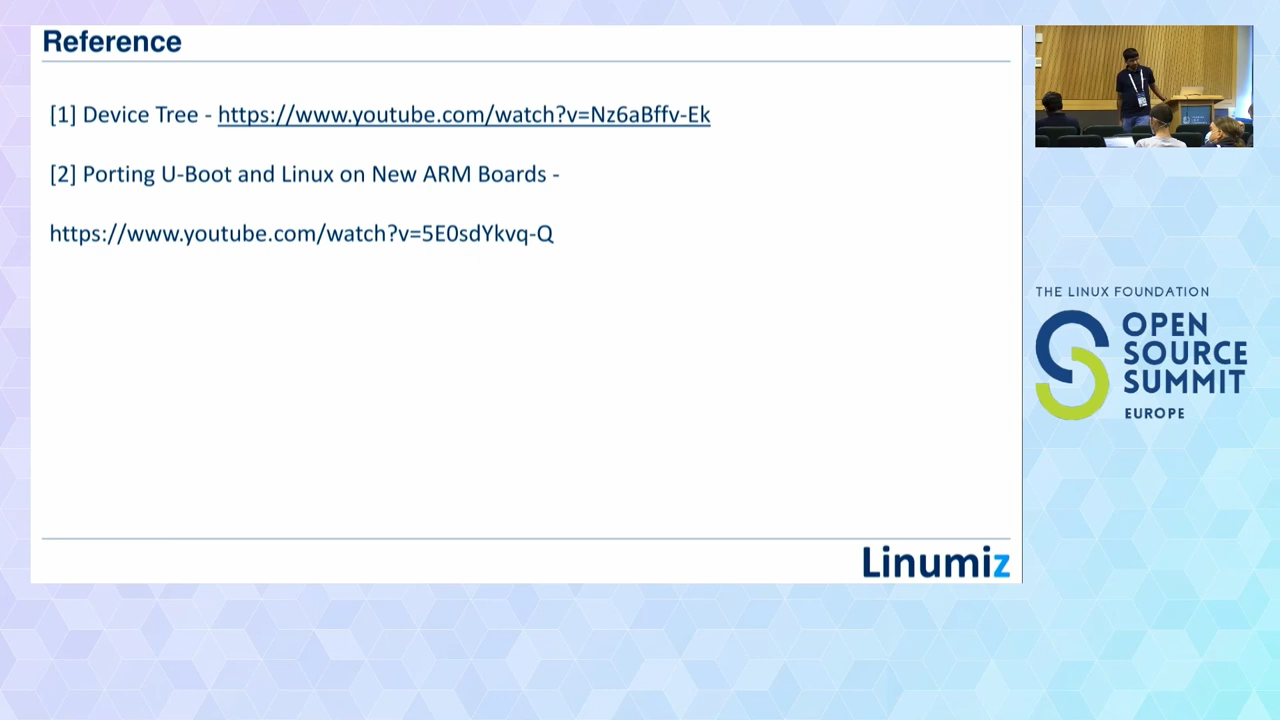 Reference
[1] Device Tree - https://www.youtube.com/watch?v=Nz6aBffv-Ek
[2] Porting U-Boot and Linux on New ARM Boards -
https://www.youtube.com/watch?v=5E0sdYkvq-Q
Linumiz
THE LINUX FOUNDATION
OPEN
SOURCE
SUMMIT
EUROPE